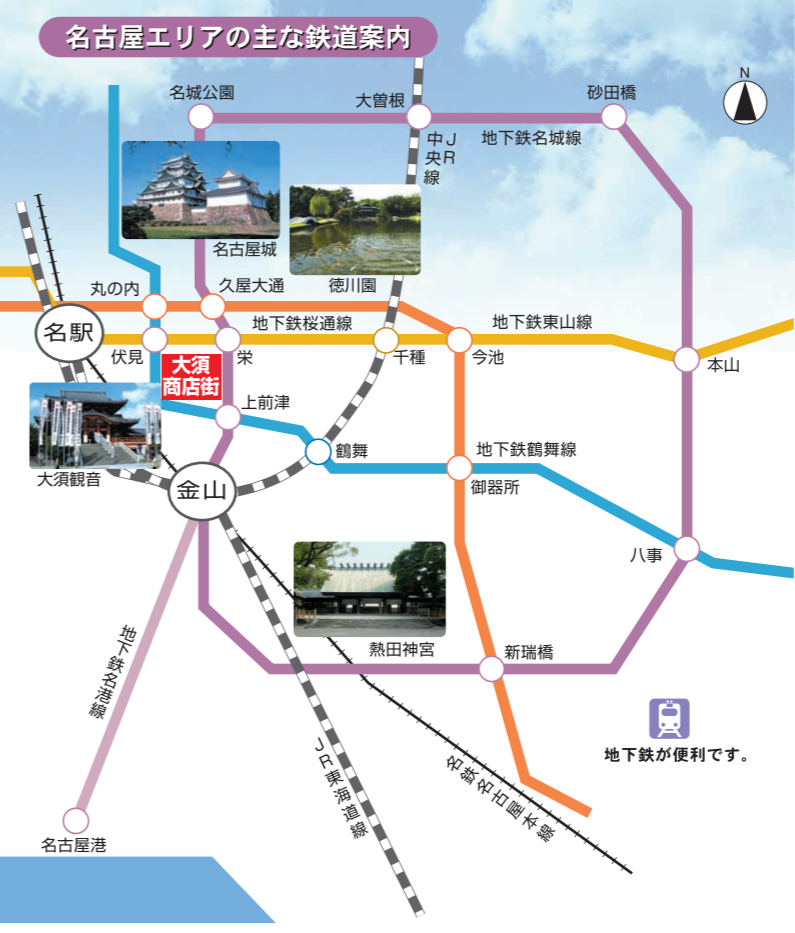 名古屋エリアの主な鉄道案内
N
名城公園
大曽根
砂田橋
JR中央線
地下鉄名城線
名古屋城
徳川園
丸の内
久屋大通
名駅
地下鉄桜通線
地下鉄東山線
伏見
大須
商店街
栄
千種
今池
本山
上前津
鶴舞
地下鉄鶴舞線
大須観音
金山
御器所
八事
熱田神宮
新瑞橋
地下鉄名港線
JR東海道線
名鉄名古屋本線
地下鉄が便利です。
名古屋港